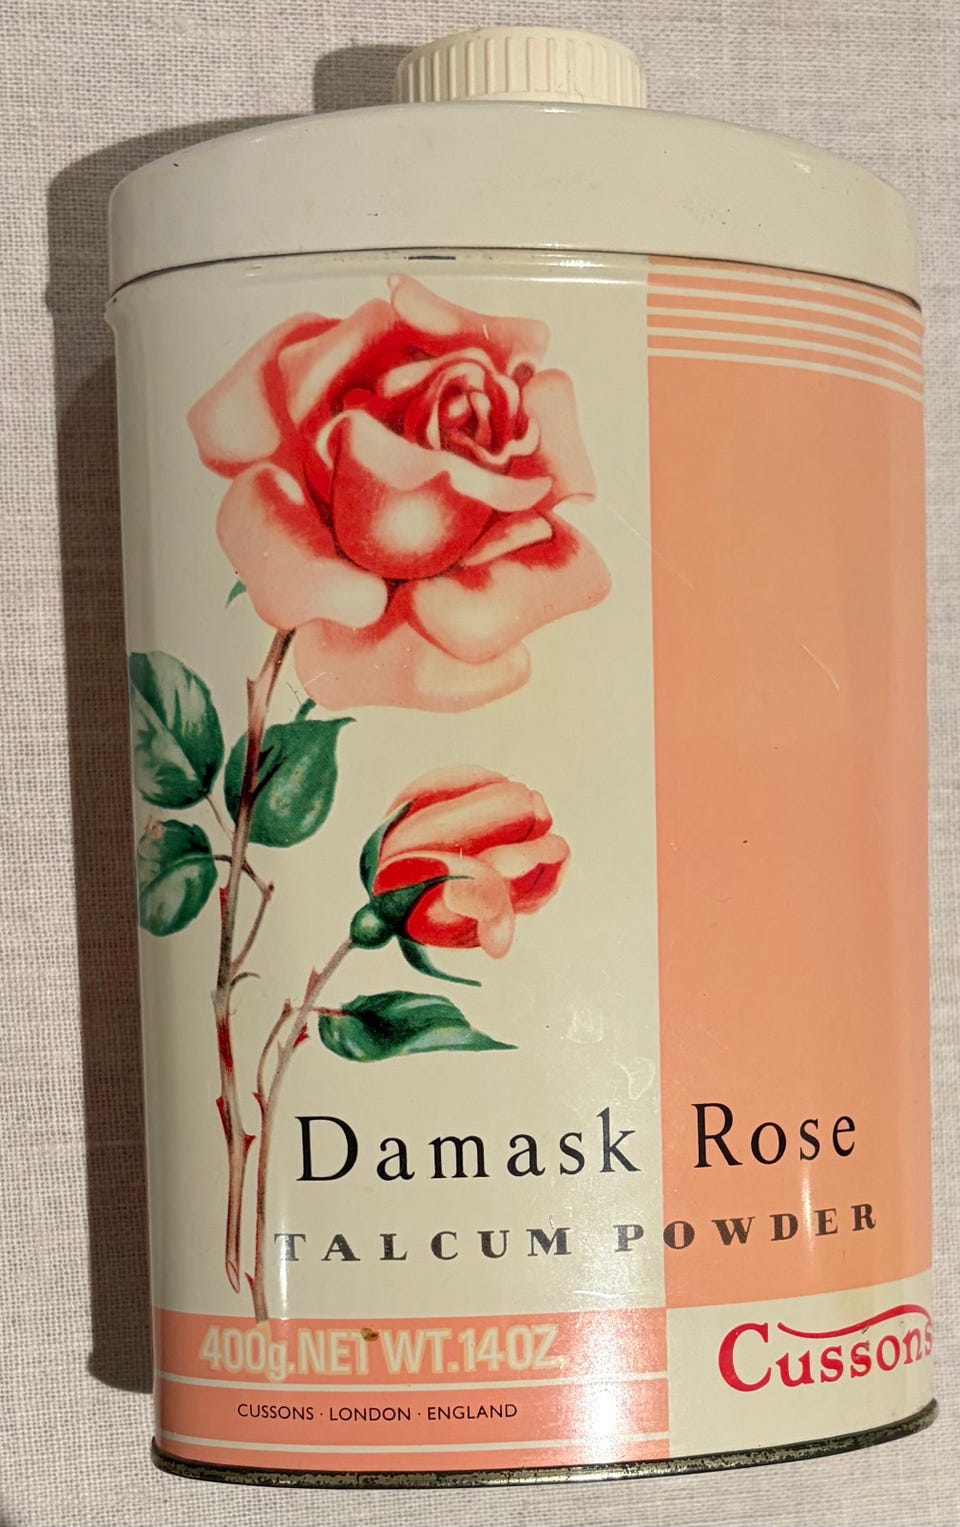 Damask Rose
TALCUM POWDER
400g.NET WT.14OZ.
Cussons
CUSSONS · LONDON · ENGLAND